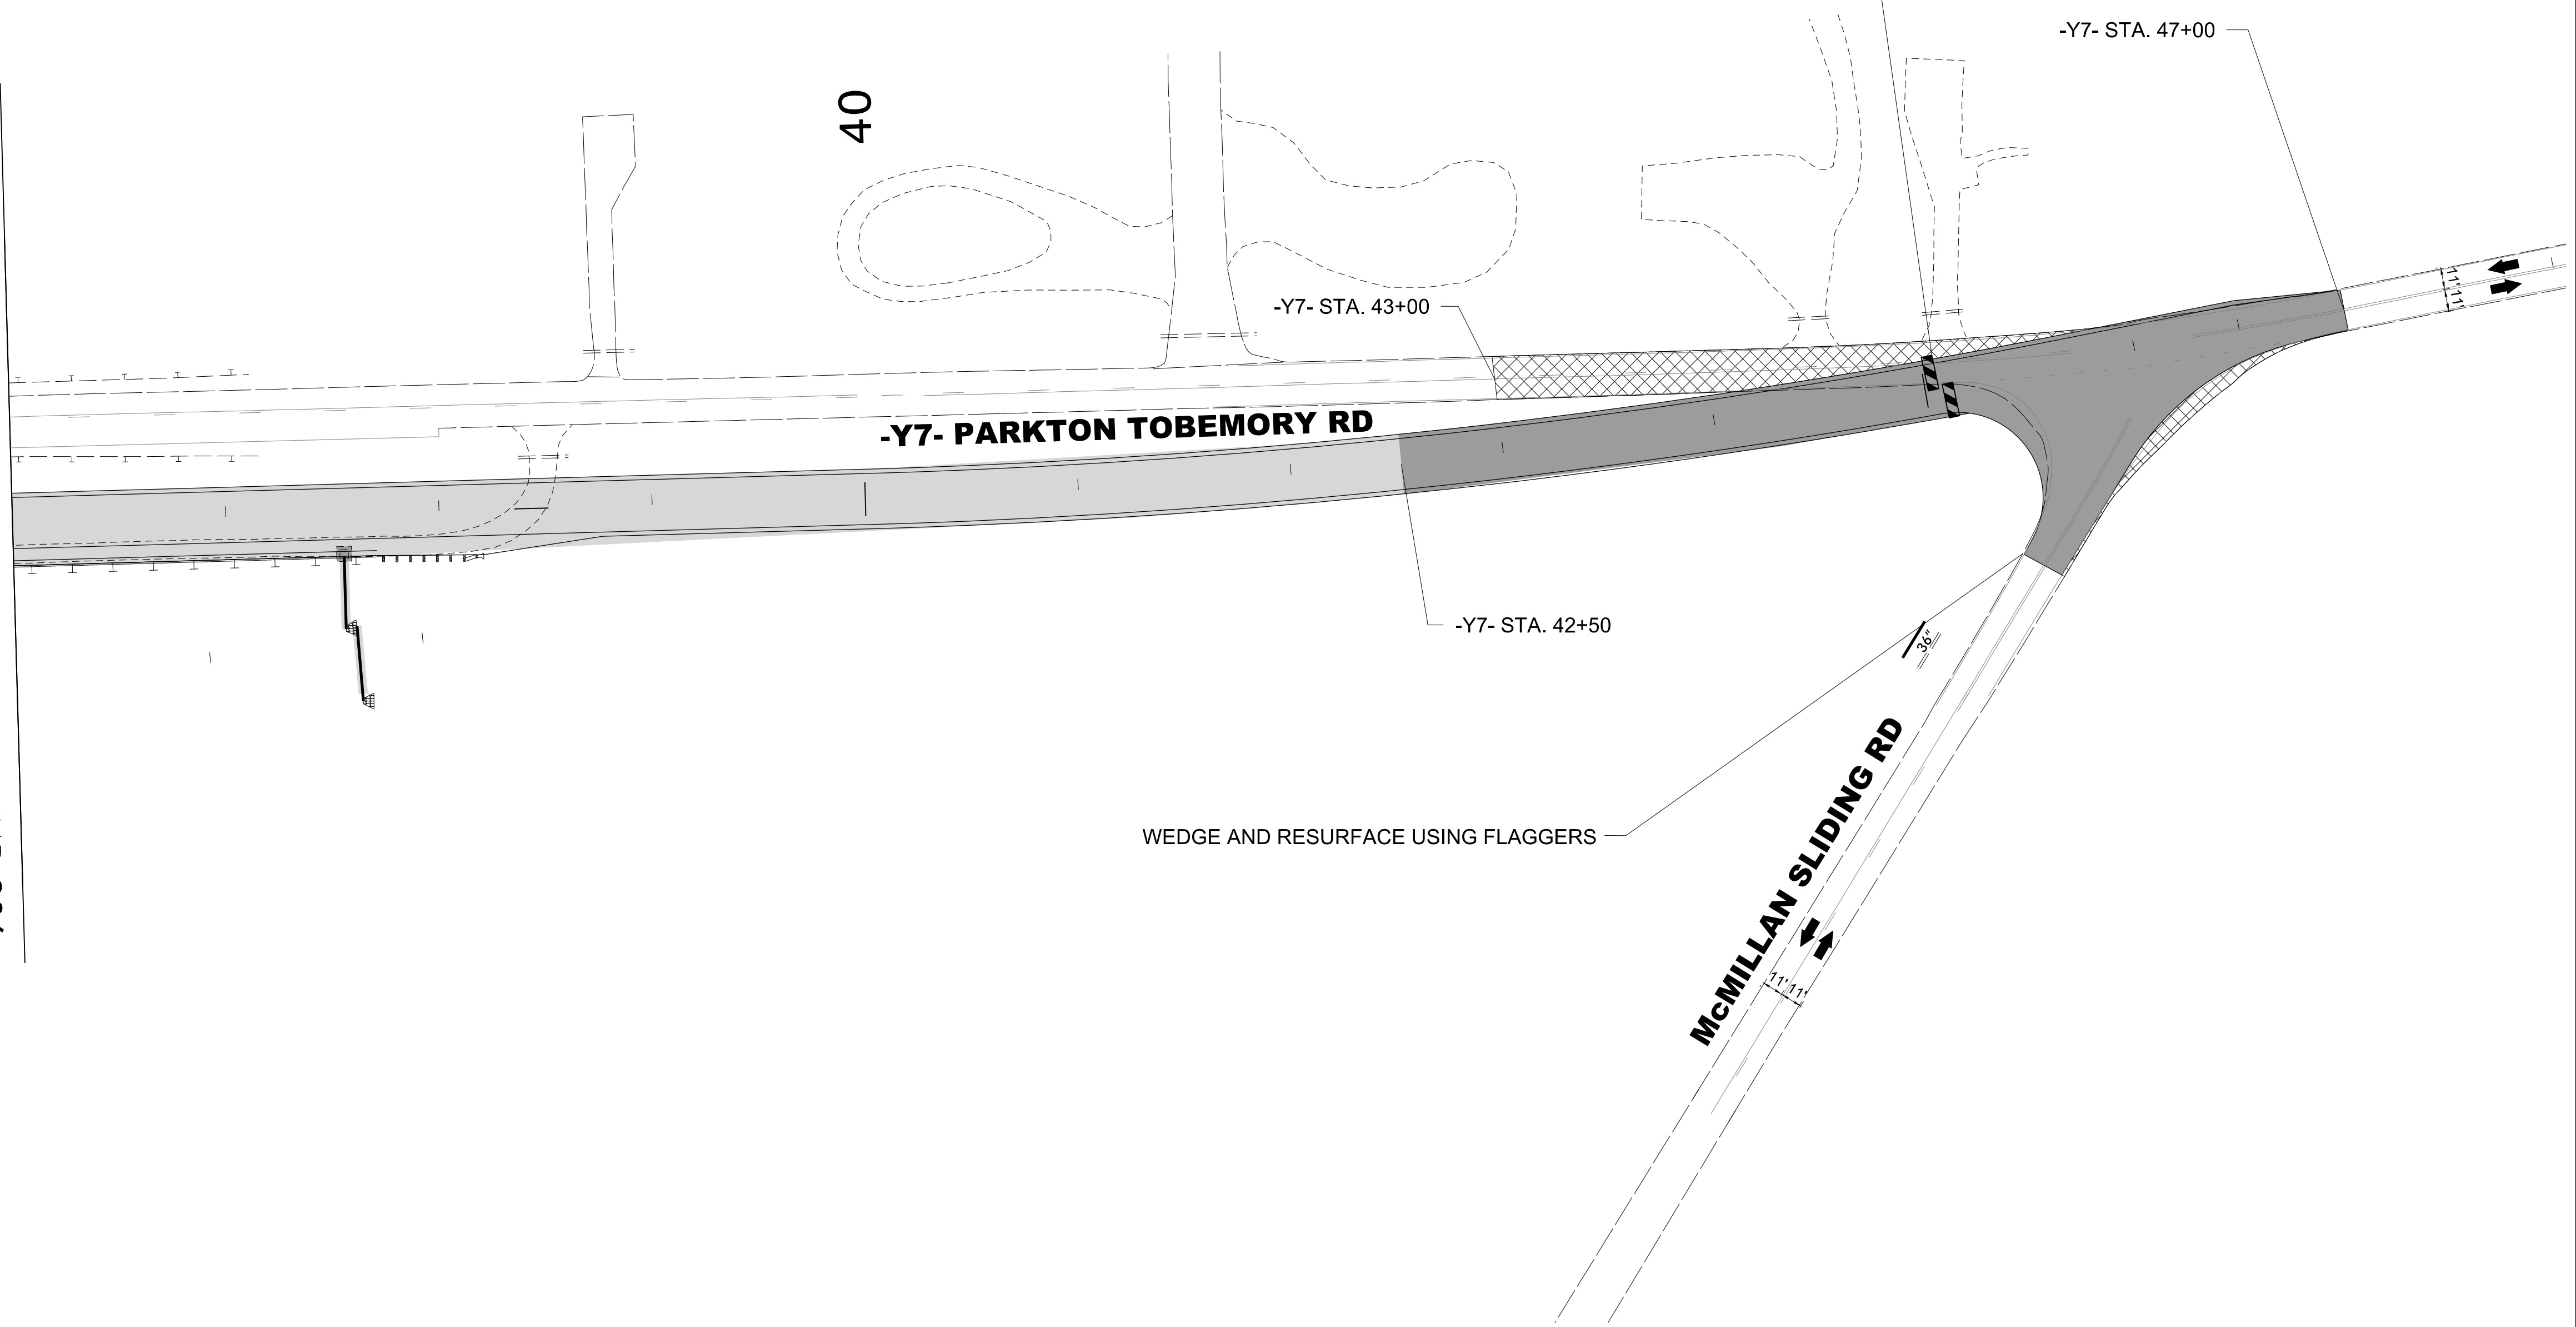 -Y7- STA. 47+00
40
-Y7- STA. 43+00
11'
11'
-Y7- PARKTON TOBEMORY RD
-Y7- STA. 42+50
36"
WEDGE AND RESURFACE USING FLAGGERS
McMILLAN SLIDING RD
11'
11'